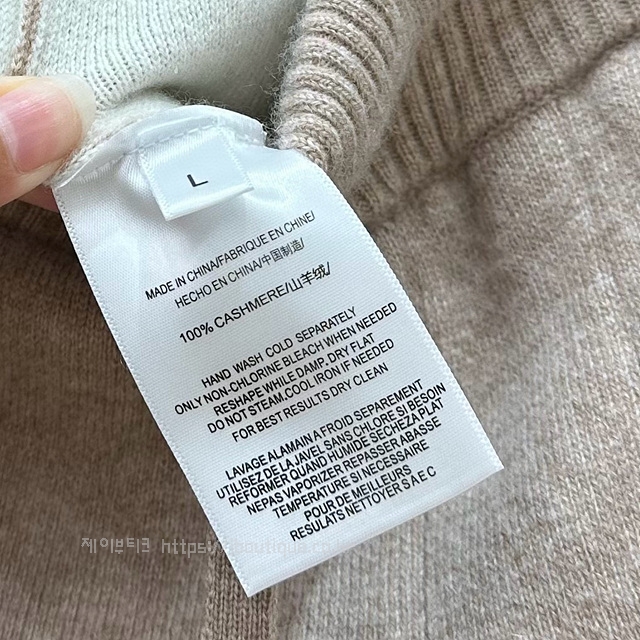 L
MADE IN CHINA/FABRIQUE EN CHINE/
HECHO EN CHINA/中国制造/
100% CASHMERE/山羊绒/
HAND WASH COLD SEPARATELY
ONLY NON-CHLORINE BLEACH WHEN NEEDED
RESHAPE WHILE DAMP. DRY FLAT
DO NOT STEAM.COOL IRON IF NEEDED
FOR BEST RESULTS DRY CLEAN
LAVAGE ALAMAIN A FROID SEPAREMENT
UTILISEZ DE LA JAVEL SANS CHLORE SI BESOIN
REFORMER QUAND HUMIDE SECHEZA PLAT
NEPAS VAPORIZER REPASSER ABASSE
TEMPERATURE SI NECESSAIRE
POUR DE MEILLEURS
RESULATS NETTOYER S A E C
제이브티크 https